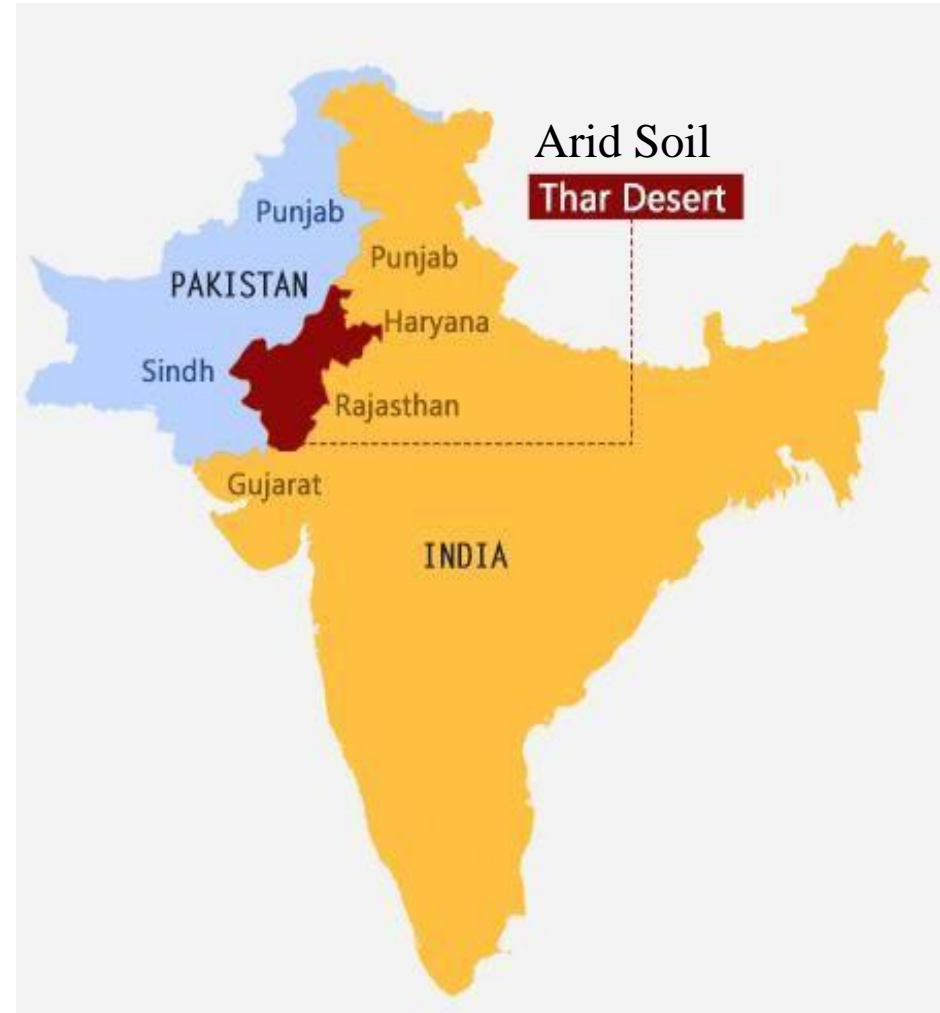 Arid Soil
Thar Desert
Punjab
Punjab
PAKISTAN
Haryana
Sindh
Rajasthan
Gujarat
INDIA